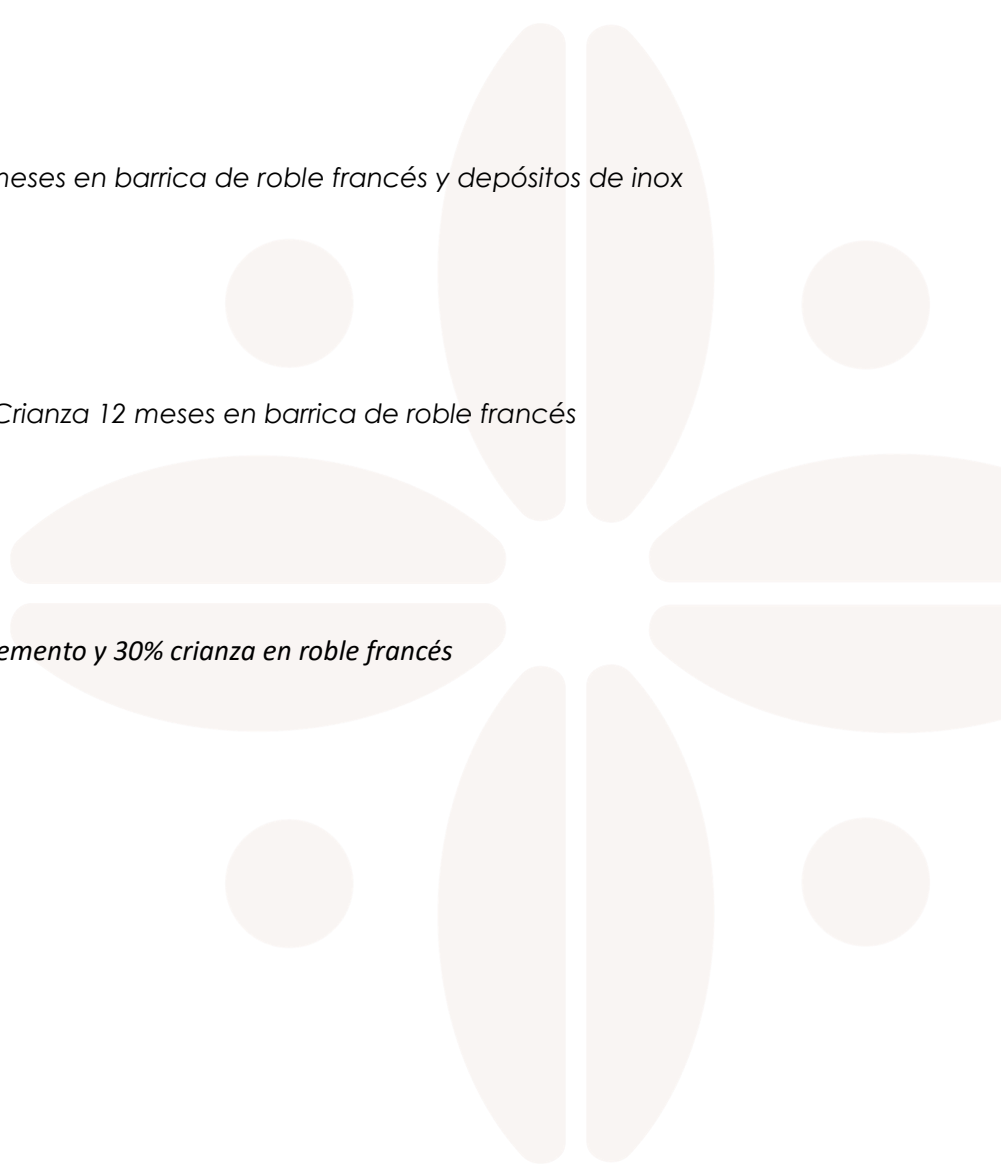 meses en barrica de roble francés y depósitos de inox
Crianza 12 meses en barrica de roble francés
emento y 30% crianza en roble francés